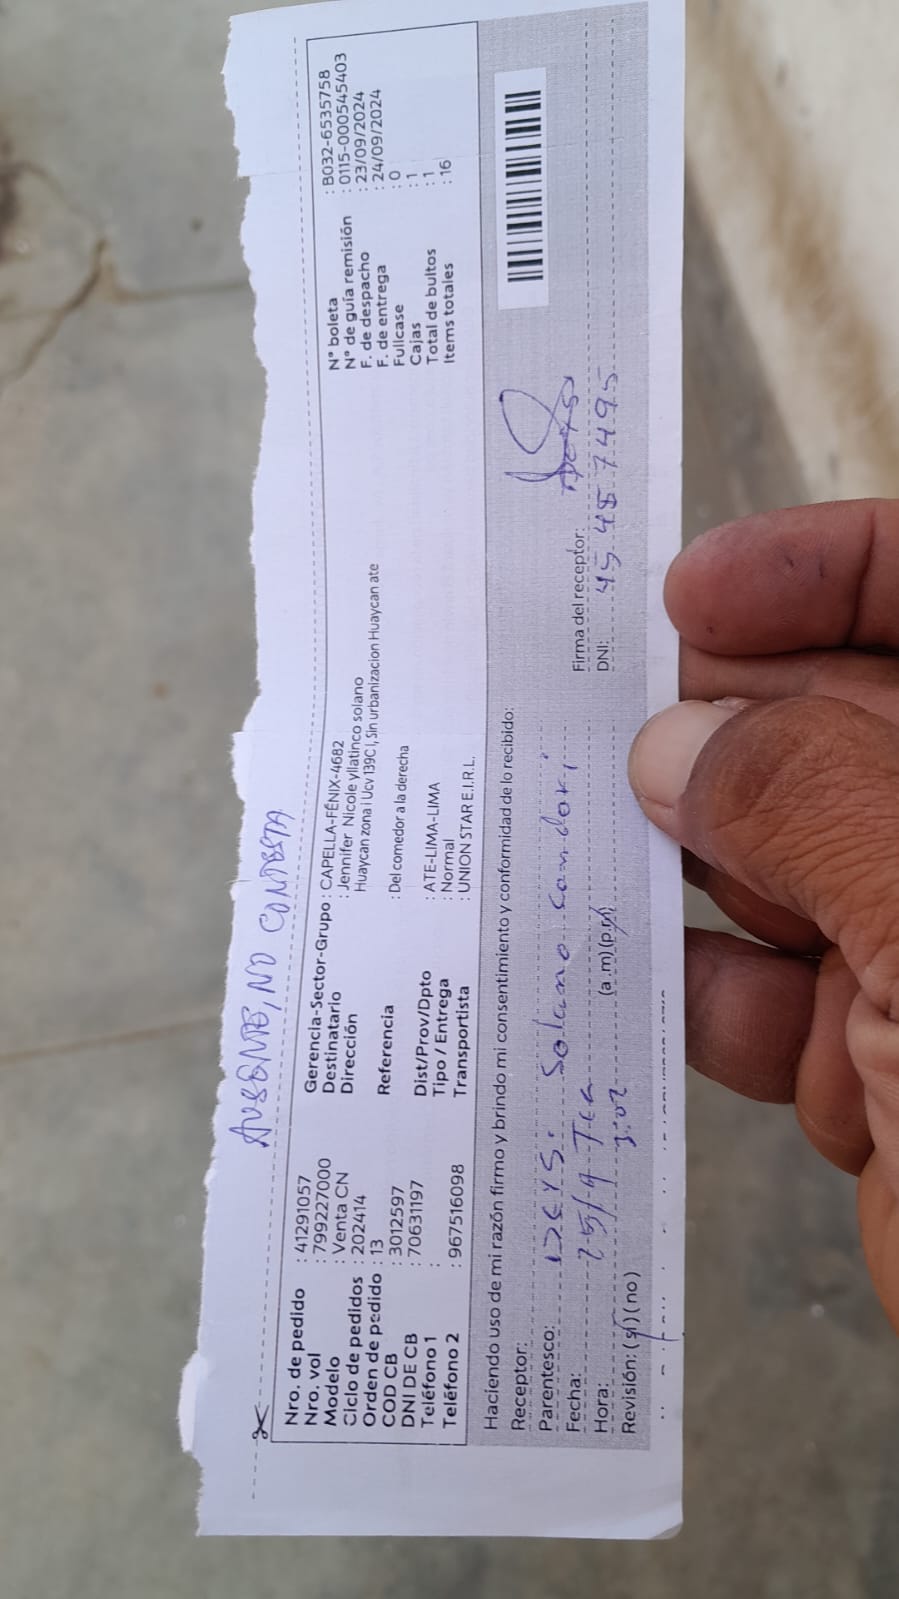 AUSENTE, NO CONTESTA
Nro. de pedido : 41291057
Nro. vol : 799227000
Modelo : Venta CN
Ciclo de pedidos : 202414
Orden de pedido : 13
COD CB : 3012597
DNI DE CB : 70631197
Teléfono 1 :
Teléfono 2 : 967516098
Gerencia-Sector-Grupo : CAPELLA-FÉNIX-4682
Destinatario : Jennifer Nicole yllatinco solano
Dirección Huaycan zona i Ucv 139C l, sin urbanizacion Huaycan ate
Referencia : Del comedor a la derecha
Dist/Prov/Dpto : ATE-LIMA-LIMA
Tipo / Entrega : Normal
Transportista : UNION STAR E.I.R.L.
N° boleta : B032-6535758
N° de guía remisión : 0115-000545403
F. de despacho : 23/09/2024
F. de entrega : 24/09/2024
Fullcase : 0
Cajas : 1
Total de bultos : 1
Items totales : 16
Haciendo uso de mi razón firmo y brindo mi consentimiento y conformidad de lo recibido:
Receptor:
Parentesco: Deysi Solano Condori
Fecha:
Hora: (a .m) (p.m)
Revisión: (sí) (no)
Firma del receptor:
DNI: